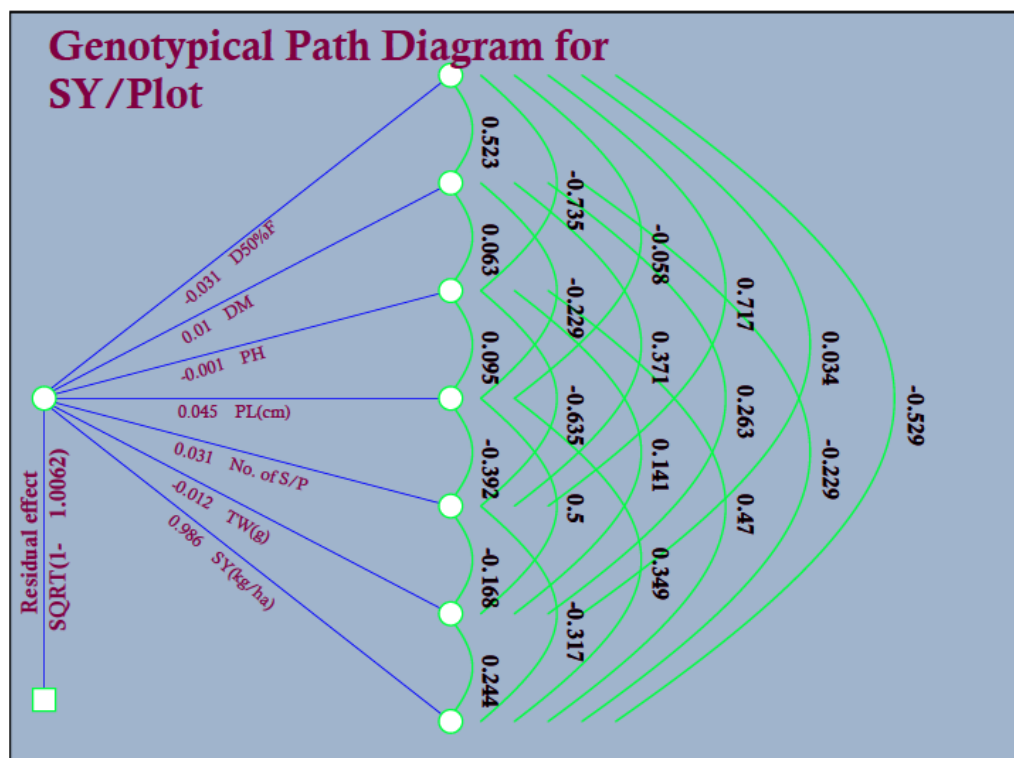 Genotypical Path Diagram for
SY/Plot
-0.031 D50%F
0.01 DM
-0.001 PH
0.045 PL(cm)
0.031 No. of S/P
-0.012 TW(g)
0.986 SY(kg/ha)
Residual effect
SQRT(1- 1.0062)
0.523
0.063
0.095
-0.392
-0.168
0.244
-0.735
-0.229
-0.635
0.5
-0.317
-0.058
0.371
0.141
0.349
0.717
0.263
0.47
0.034
-0.229
-0.529